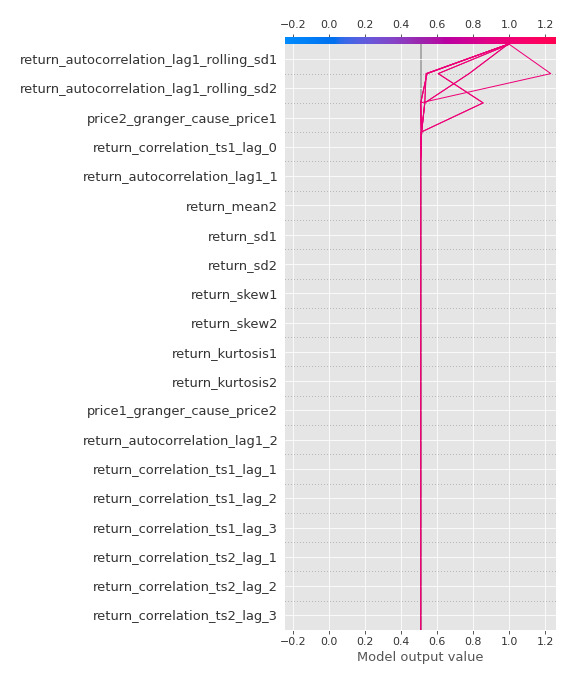 −0.2 0.0 0.2 0.4 0.6 0.8 1.0 1.2
return_autocorrelation_lag1_rolling_sd1
return_autocorrelation_lag1_rolling_sd2
price2_granger_cause_price1
return_correlation_ts1_lag_0
return_autocorrelation_lag1_1
return_mean2
return_sd1
return_sd2
return_skew1
return_skew2
return_kurtosis1
return_kurtosis2
price1_granger_cause_price2
return_autocorrelation_lag1_2
return_correlation_ts1_lag_1
return_correlation_ts1_lag_2
return_correlation_ts1_lag_3
return_correlation_ts2_lag_1
return_correlation_ts2_lag_2
return_correlation_ts2_lag_3
−0.2 0.0 0.2 0.4 0.6 0.8 1.0 1.2
Model output value